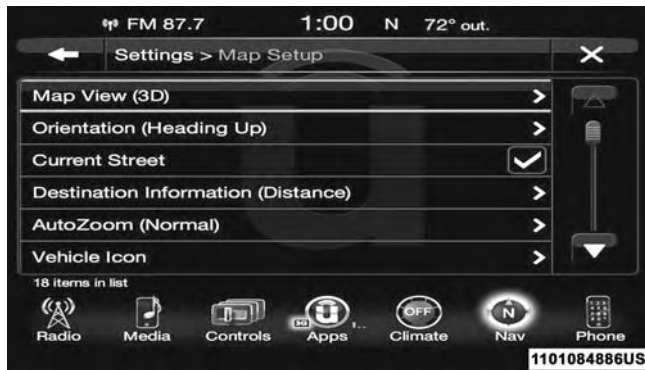 FM 87.7 1:00 N 72° out.
Settings > Map Setup
Map View (3D)
Orientation (Heading Up)
Current Street
Destination Information (Distance)
AutoZoom (Normal)
Vehicle Icon
18 items in list
OFF N
3G ...
Radio Media Controls Apps Climate Nav Phone
1101084886US